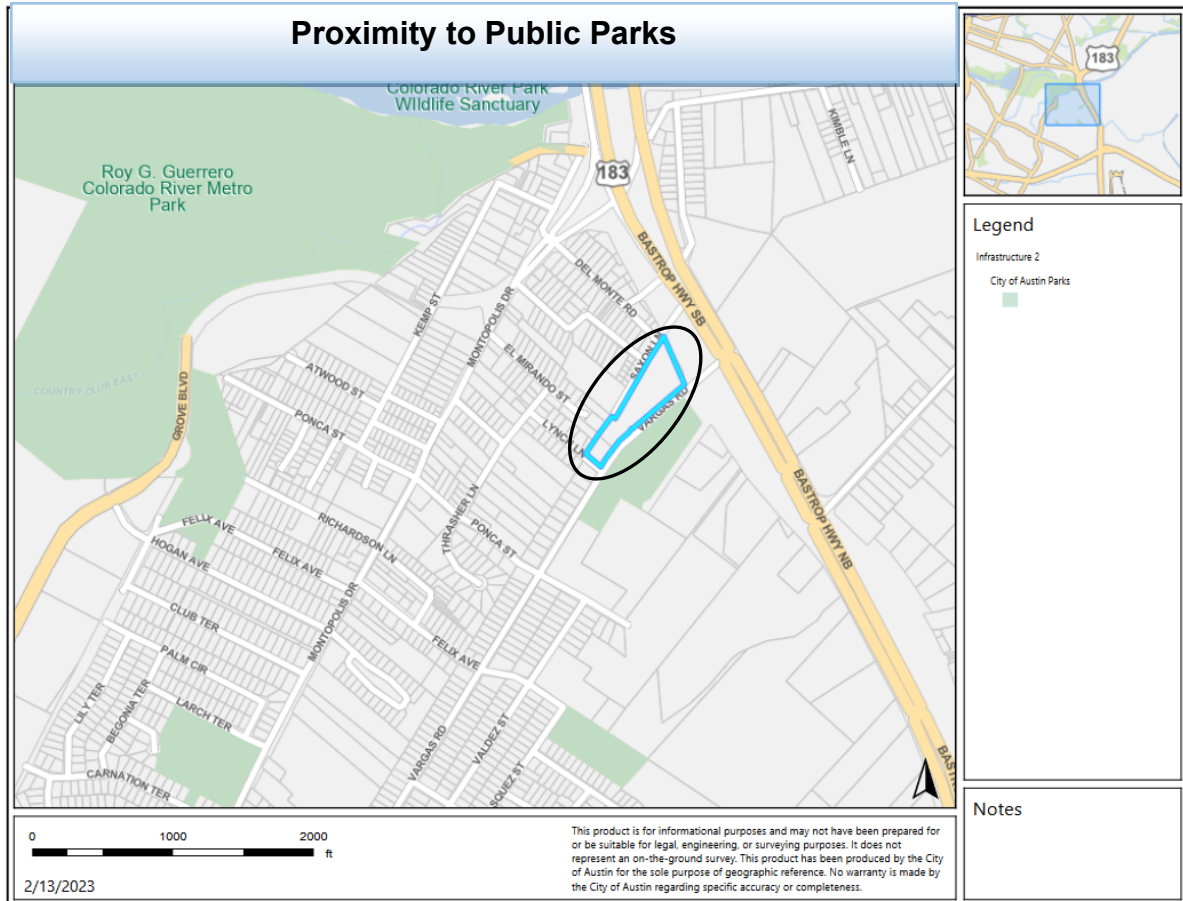 Proximity to Public Parks
Colorado River Park
WIldlife Sanctuary
Roy G. Guerrero
Colorado River Metro
Park
183
KIMBLE LN
BASTROP HWY SB
DEL MONTE RD
KEMP ST
MONTOPOLIS DR
SAXON LN
EL MIRANDO ST
VARGAS RD
LYNCH LN
COUNTRY CLUB EAST
GROVE BLVD
ATWOOD ST
PONCA ST
THRASHER LN
PONCA ST
RICHARDSON LN
BASTROP HWY NB
FELIX AVE
HOGAN AVE
FELIX AVE
CLUB TER
MONTOPOLIS DR
FELIX AVE
PALM CIR
LILY TER
BEGONIA TER
LARCH TER
CARNATION TER
VARGAS RD
VALDEZ ST
SQUEZ ST
BAST
183
Legend
Infrastructure 2
City of Austin Parks
Notes
0 1000 2000
ft
2/13/2023
This product is for informational purposes and may not have been prepared for
or be suitable for legal, engineering, or surveying purposes. It does not
represent an on-the-ground survey. This product has been produced by the City
of Austin for the sole purpose of geographic reference. No warranty is made by
the City of Austin regarding specific accuracy or completeness.